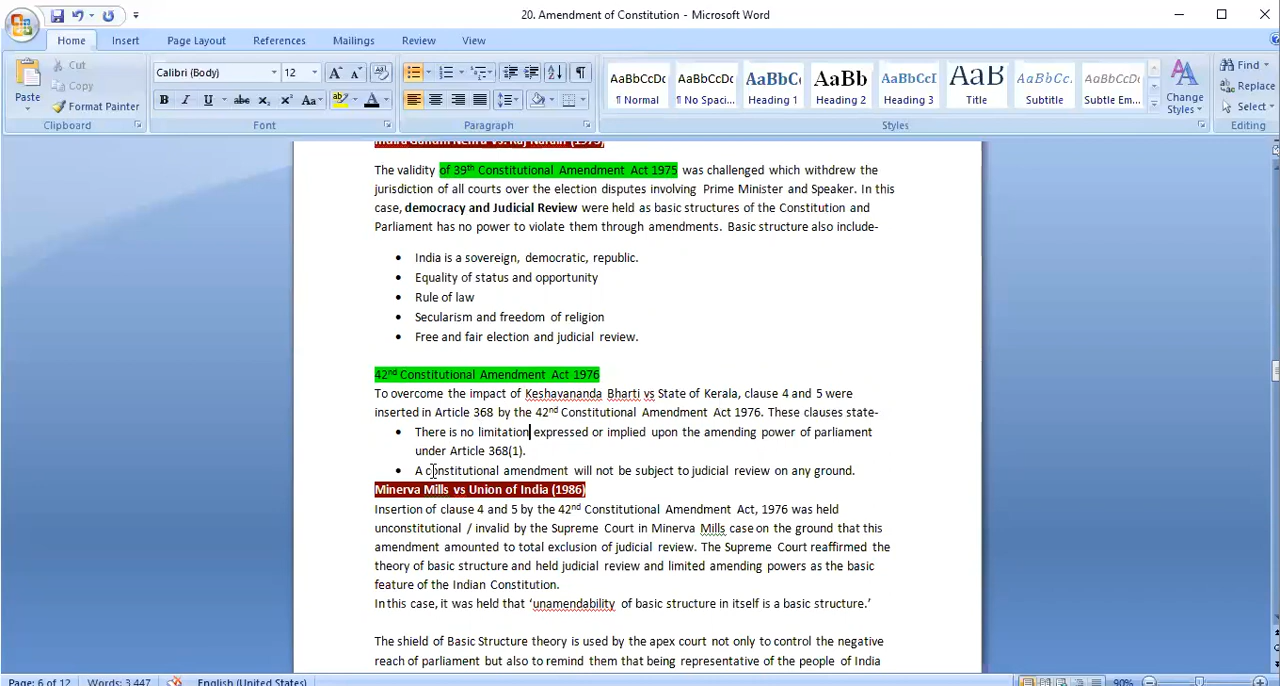 20. Amendment of Constitution - Microsoft Word
Home Insert Page Layout References Mailings Review View
Paste Cut Copy Format Painter
Calibri (Body) 12
AaBbCcDc AaBbCcDc AaBbC AaBb AaBbCcI AaB AaBbCc. AaBbCcDc
¶ Normal ¶ No Spaci... Heading 1 Heading 2 Heading 3 Title Subtitle Subtle Em...
Change Styles
Find Replace Select
Clipboard Font Paragraph Styles Editing
Indira Gandhi Nehru vs. Raj Narain (1975)
The validity of 39th Constitutional Amendment Act 1975 was challenged which withdrew the
jurisdiction of all courts over the election disputes involving Prime Minister and Speaker. In this
case, democracy and Judicial Review were held as basic structures of the Constitution and
Parliament has no power to violate them through amendments. Basic structure also include-
• India is a sovereign, democratic, republic.
• Equality of status and opportunity
• Rule of law
• Secularism and freedom of religion
• Free and fair election and judicial review.
42nd Constitutional Amendment Act 1976
To overcome the impact of Keshavananda Bharti vs State of Kerala, clause 4 and 5 were
inserted in Article 368 by the 42nd Constitutional Amendment Act 1976. These clauses state-
• There is no limitation expressed or implied upon the amending power of parliament
under Article 368(1).
• A constitutional amendment will not be subject to judicial review on any ground.
Minerva Mills vs Union of India (1986)
Insertion of clause 4 and 5 by the 42nd Constitutional Amendment Act, 1976 was held
unconstitutional / invalid by the Supreme Court in Minerva Mills case on the ground that this
amendment amounted to total exclusion of judicial review. The Supreme Court reaffirmed the
theory of basic structure and held judicial review and limited amending powers as the basic
feature of the Indian Constitution.
In this case, it was held that ‘unamendability of basic structure in itself is a basic structure.’
The shield of Basic Structure theory is used by the apex court not only to control the negative
reach of parliament but also to remind them that being representative of the people of India
Page: 6 of 12 Words: 3,447 English (United States) 90%